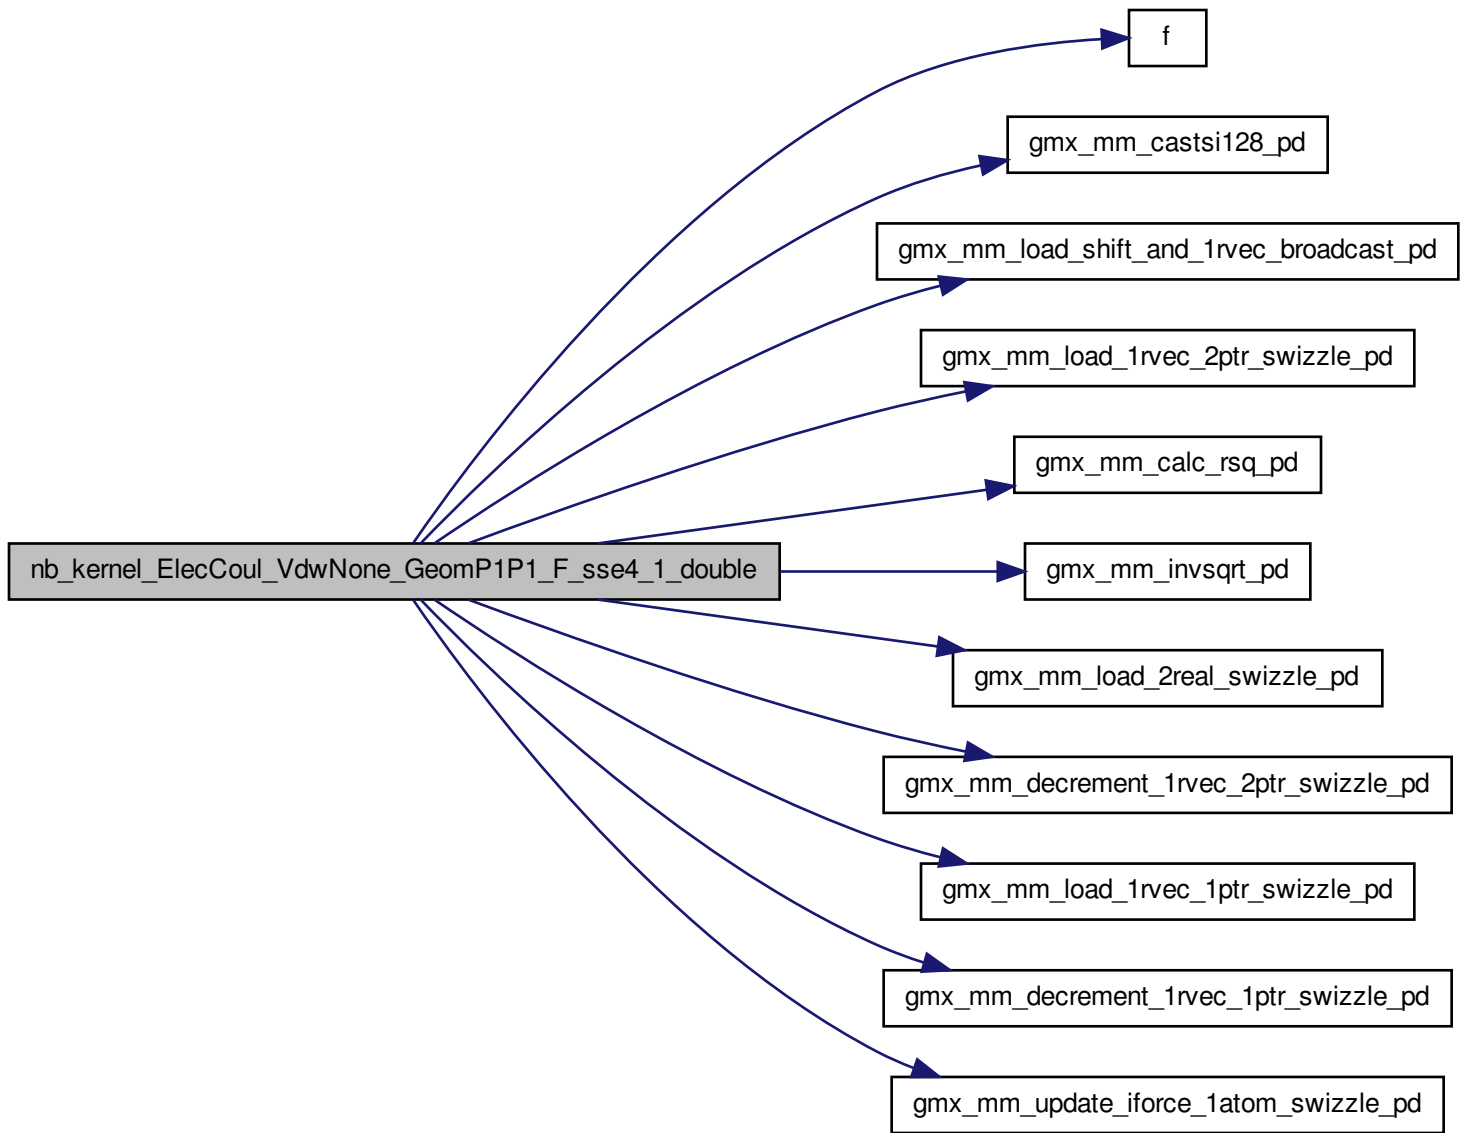 f
gmx_mm_castsi128_pd
gmx_mm_load_shift_and_1rvec_broadcast_pd
gmx_mm_load_1rvec_2ptr_swizzle_pd
gmx_mm_calc_rsq_pd
nb_kernel_ElecCoul_VdwNone_GeomP1P1_F_sse4_1_double
gmx_mm_invsqrt_pd
gmx_mm_load_2real_swizzle_pd
gmx_mm_decrement_1rvec_2ptr_swizzle_pd
gmx_mm_load_1rvec_1ptr_swizzle_pd
gmx_mm_decrement_1rvec_1ptr_swizzle_pd
gmx_mm_update_iforce_1atom_swizzle_pd